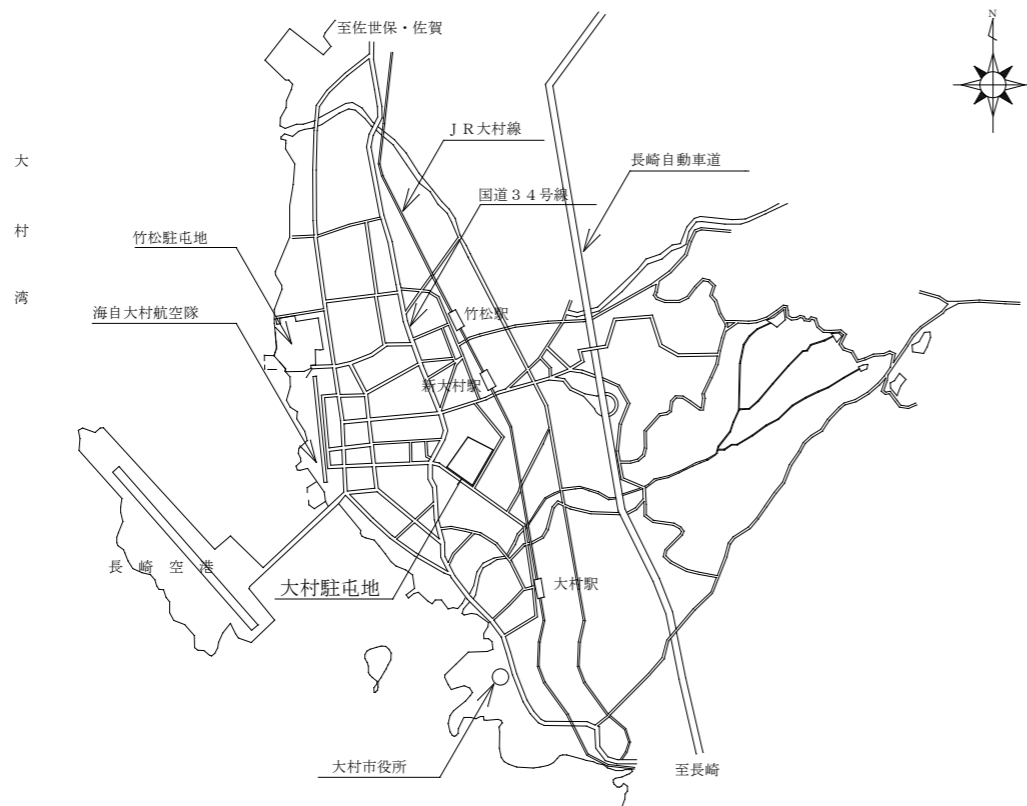 至佐世保・佐賀
N
ＪＲ大村線
長崎自動車道
国道３４号線
大村湾
竹松駐屯地
海自大村航空隊
竹松駅
新大村駅
長崎空港
大村駐屯地
大村駅
大村市役所
至長崎